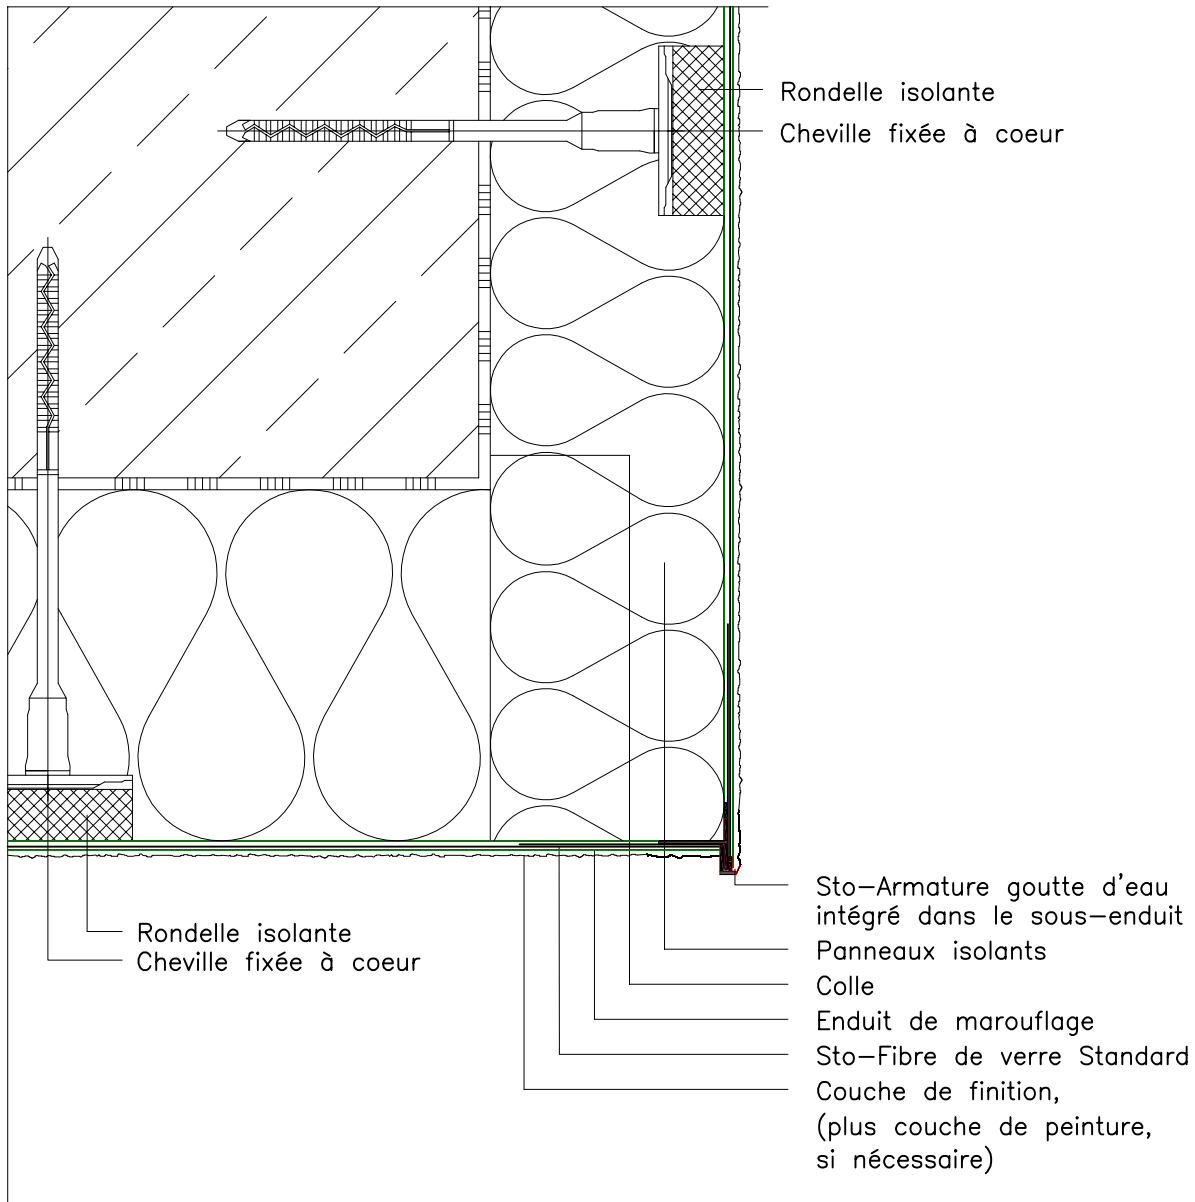 Rondelle isolante
Cheville fixée à coeur
Sto-Armature goutte d'eau
intégré dans le sous-enduit
Rondelle isolante
Cheville fixée à coeur
Panneaux isolants
Colle
Enduit de marouflage
Sto-Fibre de verre Standard
Couche de finition,
(plus couche de peinture,
si nécessaire)